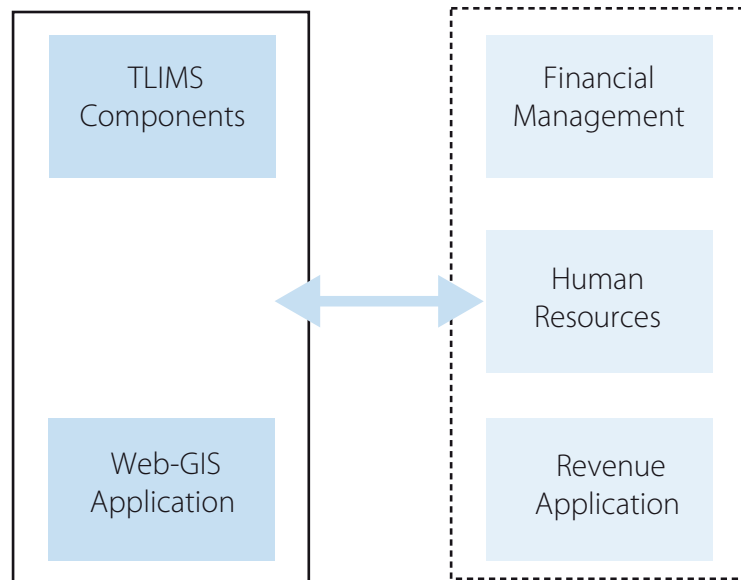 TLIMS
Components
Web-GIS
Application
Financial
Management
Human
Resources
Revenue
Application